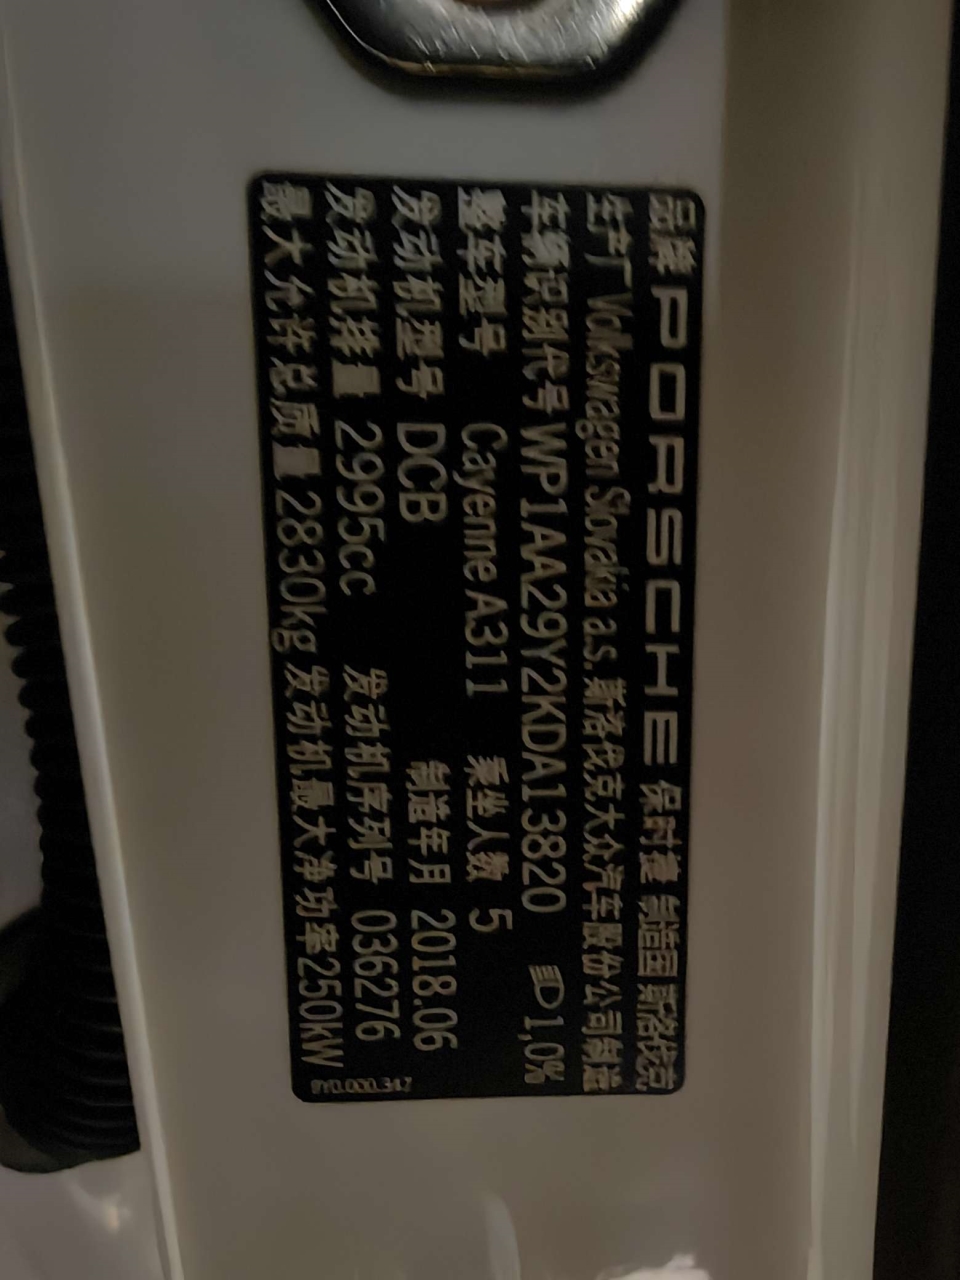 品牌 PORSCHE 保时捷 制造国 斯洛伐克
生产厂 Volkswagen Slovakia a.s. 斯洛伐克大众汽车股份公司制造
车辆识别代号 WP1AA29Y2KDA13820 1,0%
整车型号 Cayenne A311 乘坐人数 5
发动机型号 DCB 制造年月 2018.06
发动机排量 2995cc 发动机序列号 036276
最大允许总质量 2830kg 发动机最大净功率 250kW